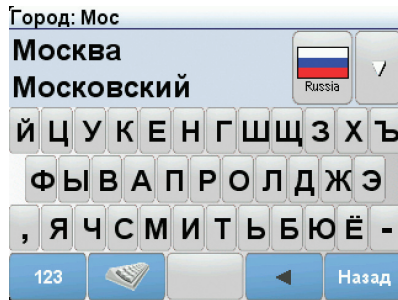 Город: Мос
Москва
Московский
Russia
Й Ц У К Е Н Г Ш Щ З Х Ъ
Ф Ы В А П Р О Л Д Ж Э
, Я Ч С М И Т Ь Б Ю Ё -
123
Назад